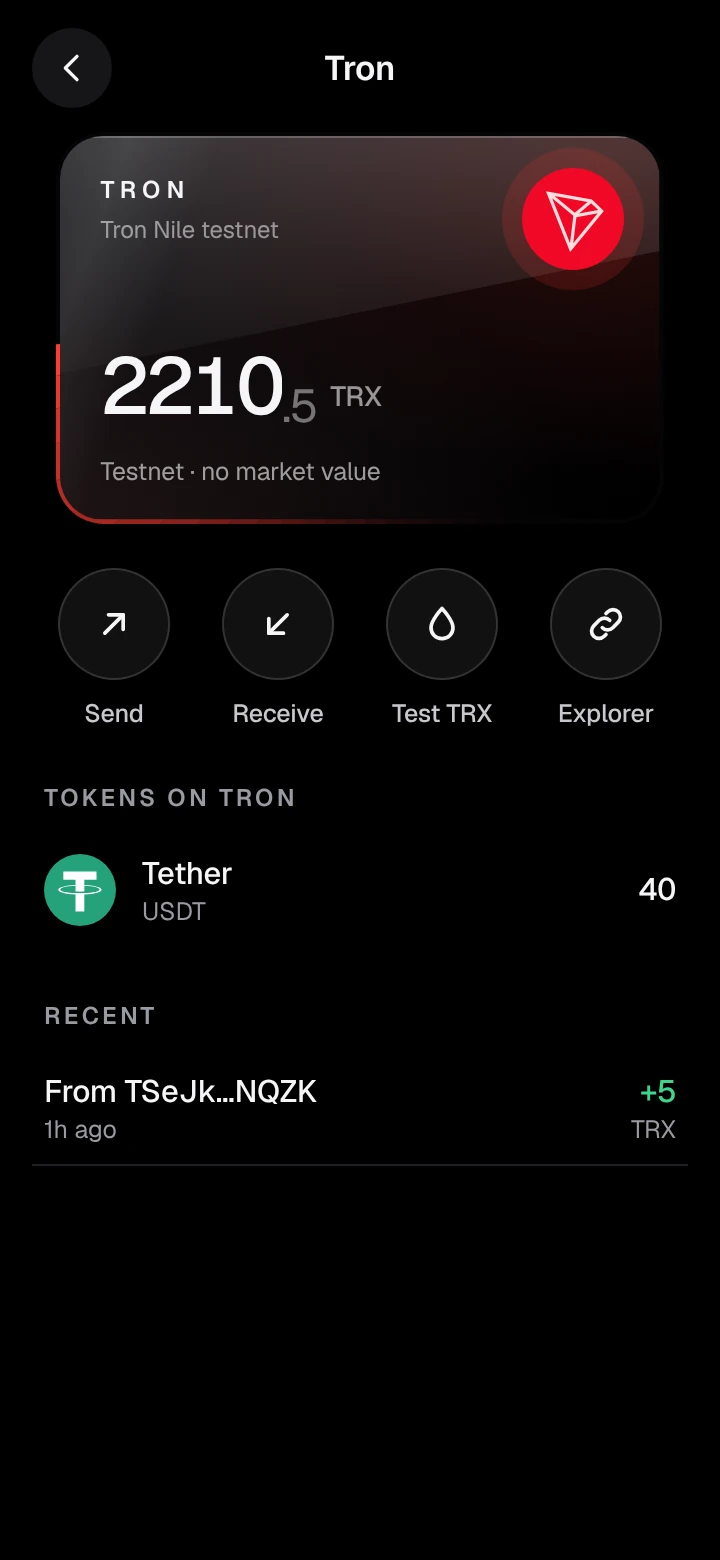 Tron
TRON
Tron Nile testnet
2210.5 TRX
Testnet · no market value
Send
Receive
Test TRX
Explorer
TOKENS ON TRON
Tether
40
USDT
RECENT
From TSeJk...NQZK
+5
1h ago
TRX